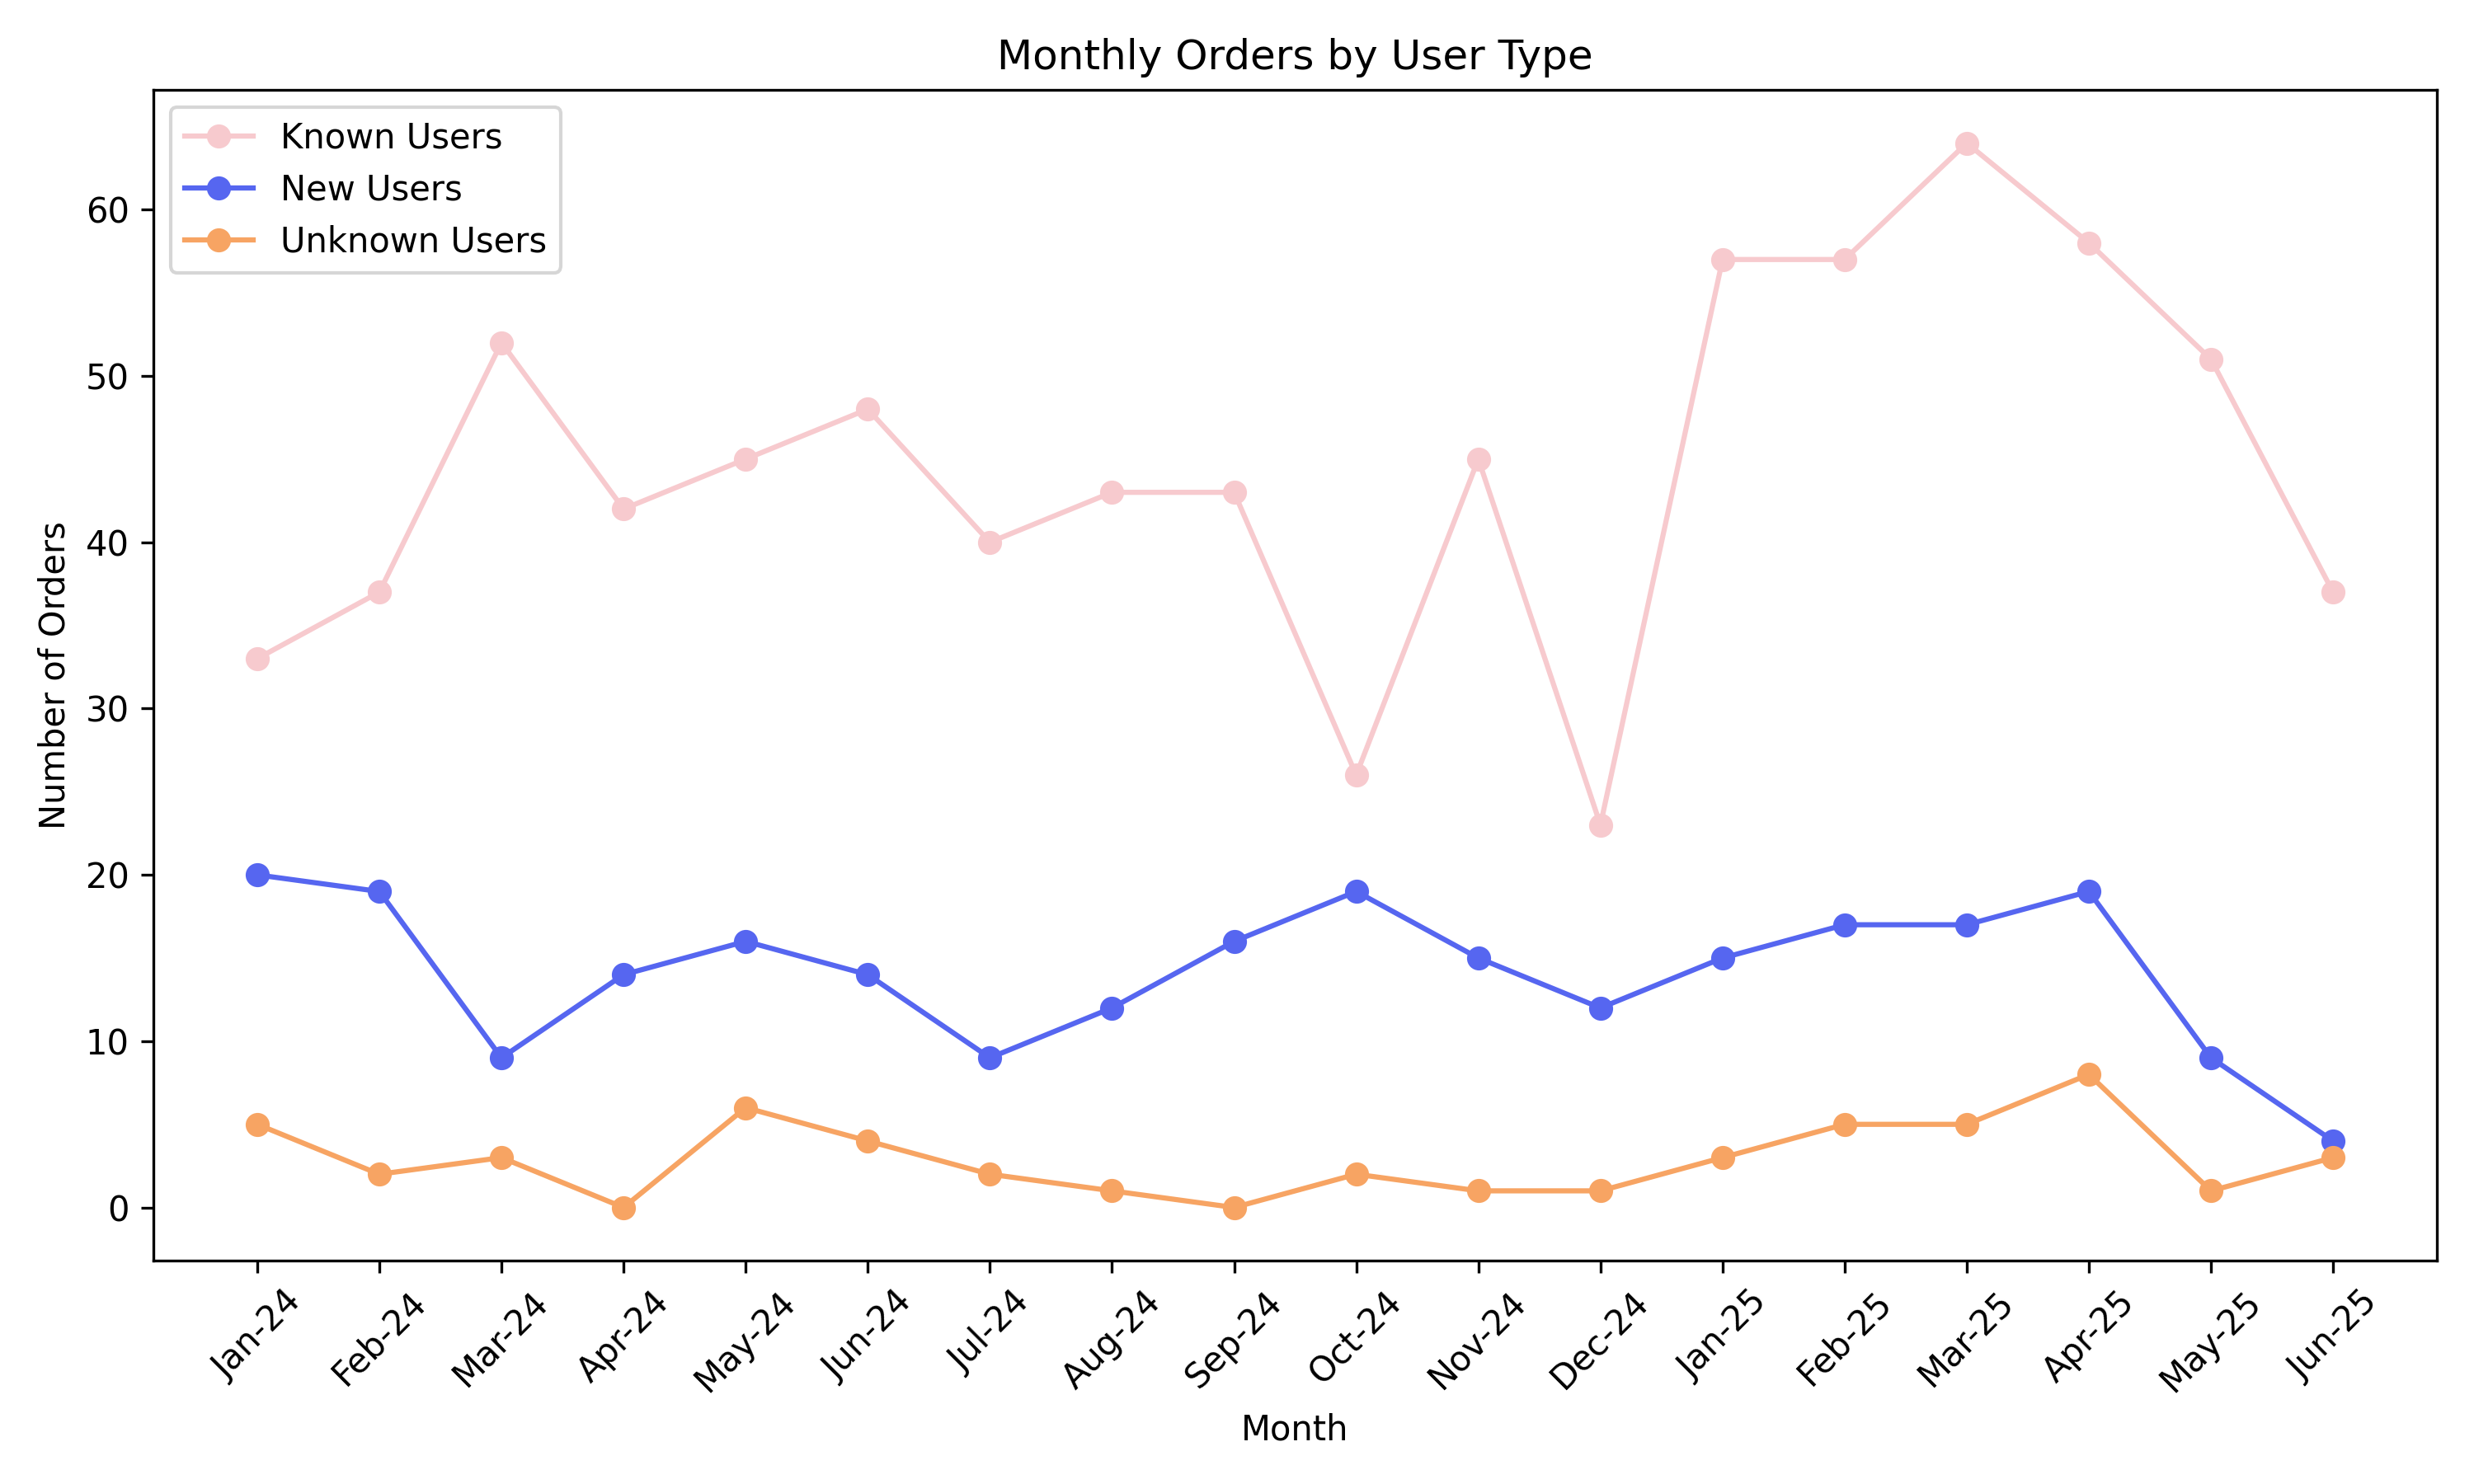 Monthly Orders by User Type
Known Users
New Users
Unknown Users
60
50
40
30
20
10
0
Number of Orders
Jan-24
Feb-24
Mar-24
Apr-24
May-24
Jun-24
Jul-24
Aug-24
Sep-24
Oct-24
Nov-24
Dec-24
Jan-25
Feb-25
Mar-25
Apr-25
May-25
Jun-25
Month